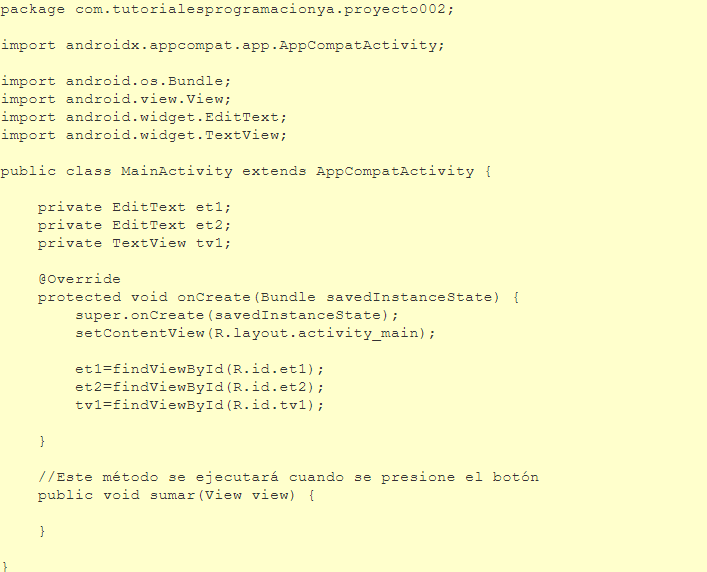 package com.tutorialesprogramacionya.proyecto002;

import androidx.appcompat.app.AppCompatActivity;

import android.os.Bundle;
import android.view.View;
import android.widget.EditText;
import android.widget.TextView;

public class MainActivity extends AppCompatActivity {

    private EditText et1;
    private EditText et2;
    private TextView tv1;

    @Override
    protected void onCreate(Bundle savedInstanceState) {
        super.onCreate(savedInstanceState);
        setContentView(R.layout.activity_main);

        et1=findViewById(R.id.et1);
        et2=findViewById(R.id.et2);
        tv1=findViewById(R.id.tv1);

    }

    //Este método se ejecutará cuando se presione el botón
    public void sumar(View view) {

    }

}